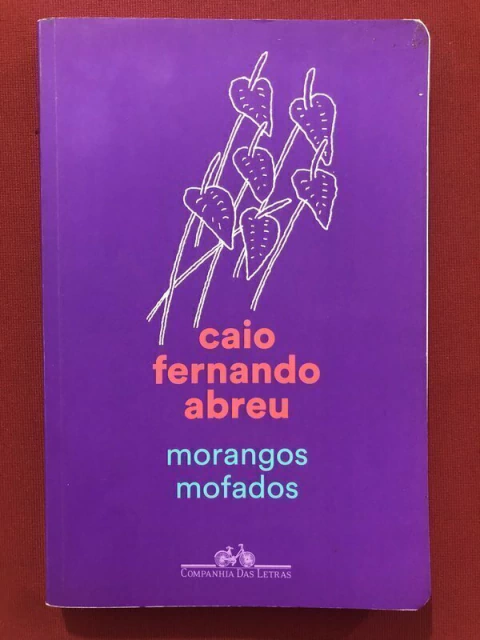 caio
fernando
abreu
morangos
mofados
COMPANHIA DAS LETRAS